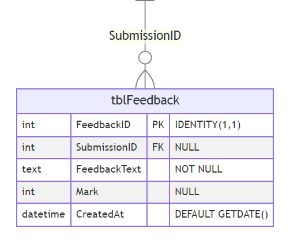 SubmissionID
tblFeedback
int FeedbackID PK IDENTITY(1,1)
int SubmissionID FK NULL
text FeedbackText NOT NULL
int Mark NULL
datetime CreatedAt DEFAULT GETDATE()